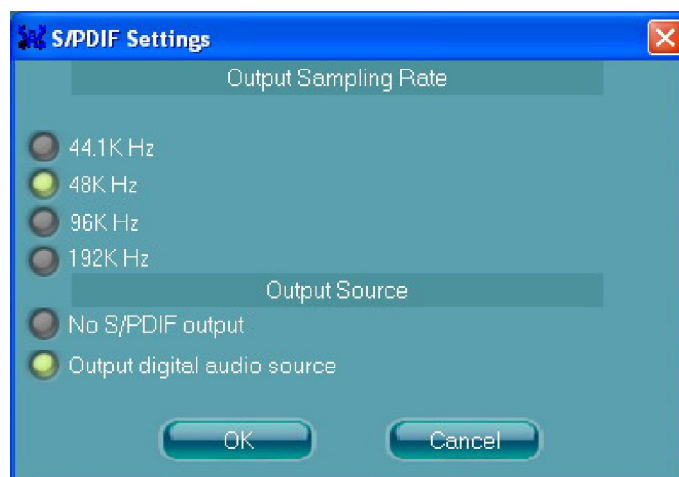 S/PDIF Settings
Output Sampling Rate
44.1K Hz
48K Hz
96K Hz
192K Hz
Output Source
No S/PDIF output
Output digital audio source
OK
Cancel